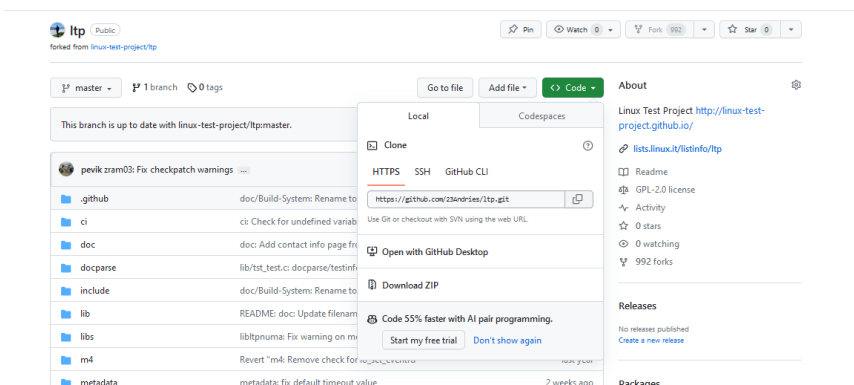 ltp Public
forked from linux-test-project/ltp
Pin
Watch 0
Fork 992
Star 0
master
1 branch
0 tags
Go to file
Add file
<> Code
This branch is up to date with linux-test-project/ltp:master.
pevik zram03: Fix checkpatch warnings ...
.github doc/Build-System: Rename to
ci ci: Check for undefined variab
doc doc: Add contact info page fr
docparse lib/tst_test.c: docparse/testinf
include doc/Build-System: Rename to
lib README: doc: Update filenam
libs libltpnuma: Fix warning on m
m4 Revert "m4: Remove check for io_set_eventfd last year
metadata metadata: fix default timeout value 2 weeks ago
Local
Codespaces
Clone
HTTPS SSH GitHub CLI
https://github.com/23Andries/ltp.git
Use Git or checkout with SVN using the web URL.
Open with GitHub Desktop
Download ZIP
Code 55% faster with AI pair programming.
Start my free trial
Don't show again
About
Linux Test Project http://linux-test-
project.github.io/
lists.linux.it/listinfo/ltp
Readme
GPL-2.0 license
Activity
0 stars
0 watching
992 forks
Releases
No releases published
Create a new release
Packages